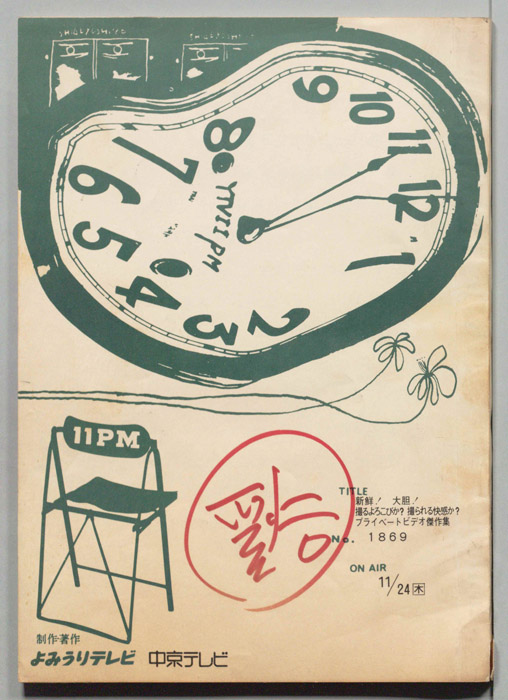 9
10
11
12
8
7
6
5
4
3
2
1
YTV11PM
11PM
TITLE
新鮮! 大胆!
撮るよろこびか? 撮られる快感か?
プライベートビデオ傑作集
No. 1869
ON AIR
11/24 木
制作・著作
よみうりテレビ 中京テレビ